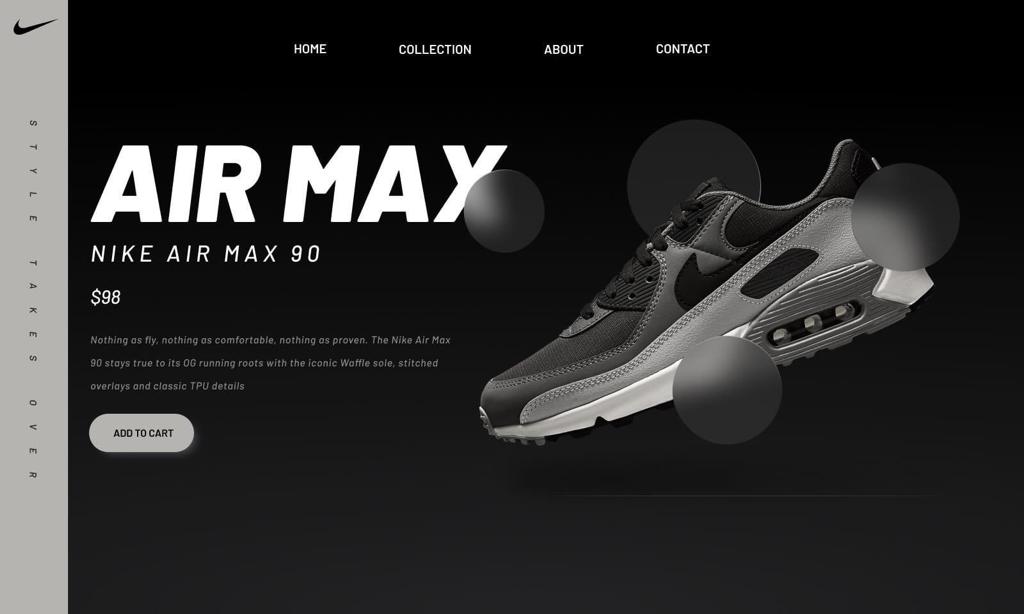 HOME
COLLECTION
ABOUT
CONTACT
STYLE TAKES OVER
AIR MAX
NIKE AIR MAX 90
$98
Nothing as fly, nothing as comfortable, nothing as proven. The Nike Air Max
90 stays true to its OG running roots with the iconic Waffle sole, stitched
overlays and classic TPU details
ADD TO CART